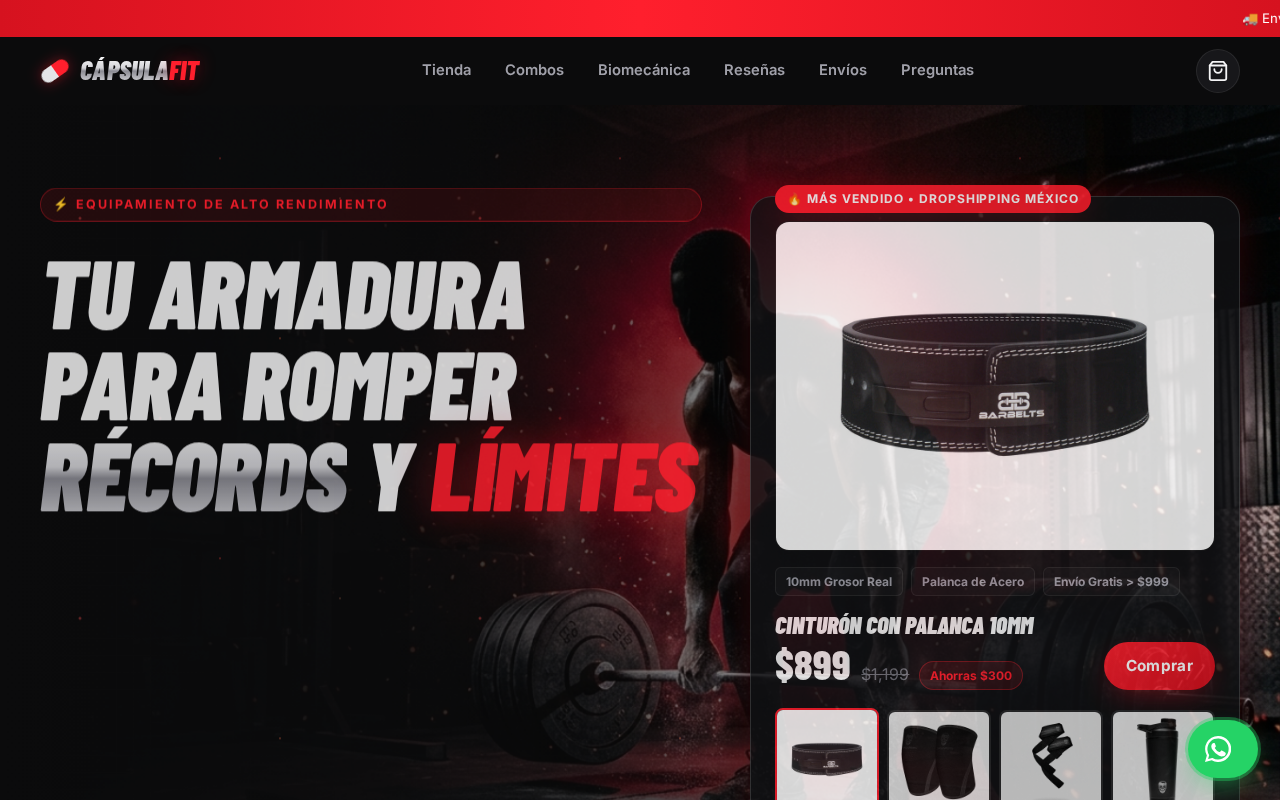 🚚 Env
CÁPSULAFIT
Tienda
Combos
Biomecánica
Reseñas
Envíos
Preguntas
⚡ EQUIPAMIENTO DE ALTO RENDIMIENTO
TU ARMADURA
PARA ROMPER
RÉCORDS Y LÍMITES
🔥 MÁS VENDIDO • DROPSHIPPING MÉXICO
BARBELTS
10mm Grosor Real
Palanca de Acero
Envío Gratis > $999
CINTURÓN CON PALANCA 10MM
$899 $1,199 Ahorras $300
Comprar